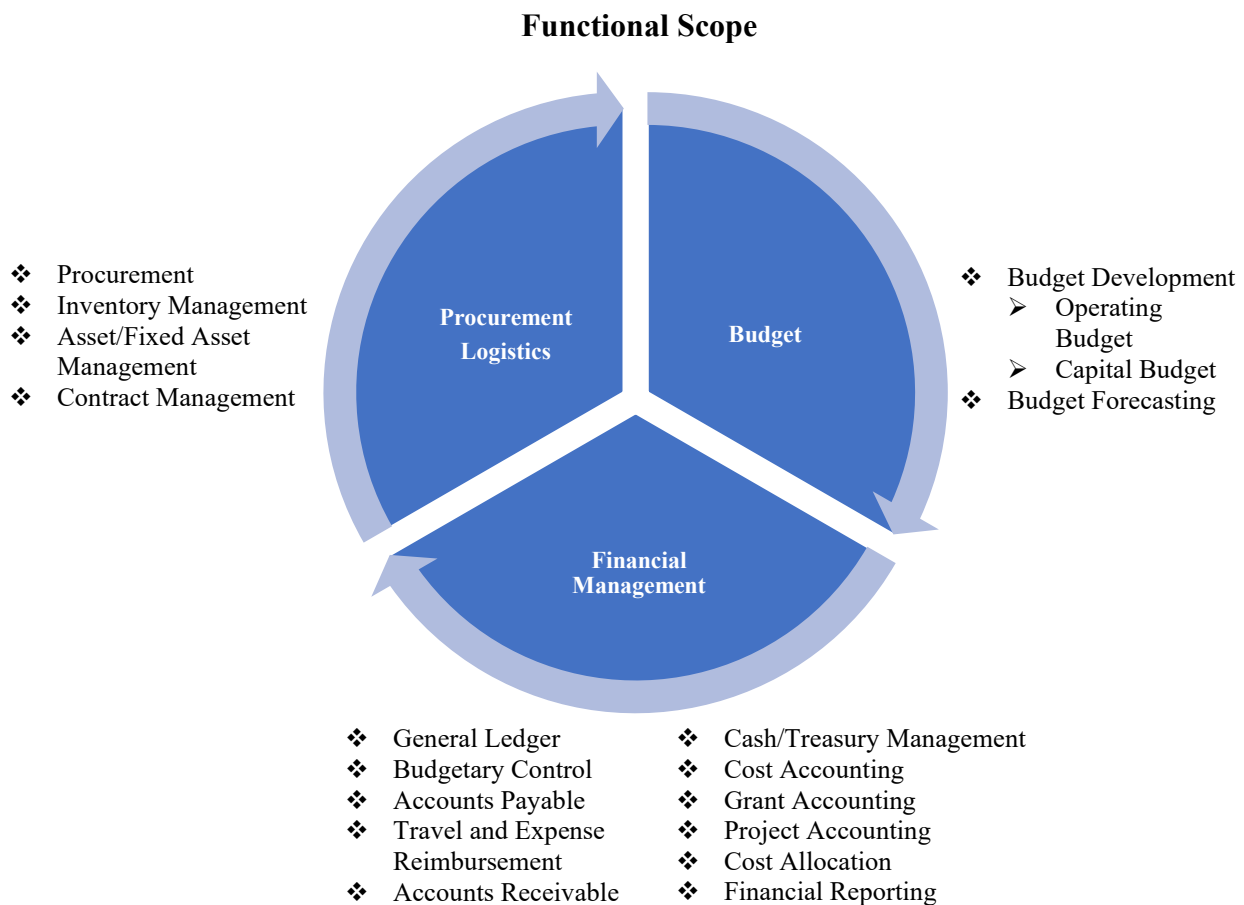 Functional Scope
❖ Procurement
❖ Inventory Management
❖ Asset/Fixed Asset
Management
❖ Contract Management
Procurement
Logistics
Budget
❖ Budget Development
➢ Operating
Budget
➢ Capital Budget
❖ Budget Forecasting
Financial
Management
❖ General Ledger
❖ Budgetary Control
❖ Accounts Payable
❖ Travel and Expense
Reimbursement
❖ Accounts Receivable
❖ Cash/Treasury Management
❖ Cost Accounting
❖ Grant Accounting
❖ Project Accounting
❖ Cost Allocation
❖ Financial Reporting